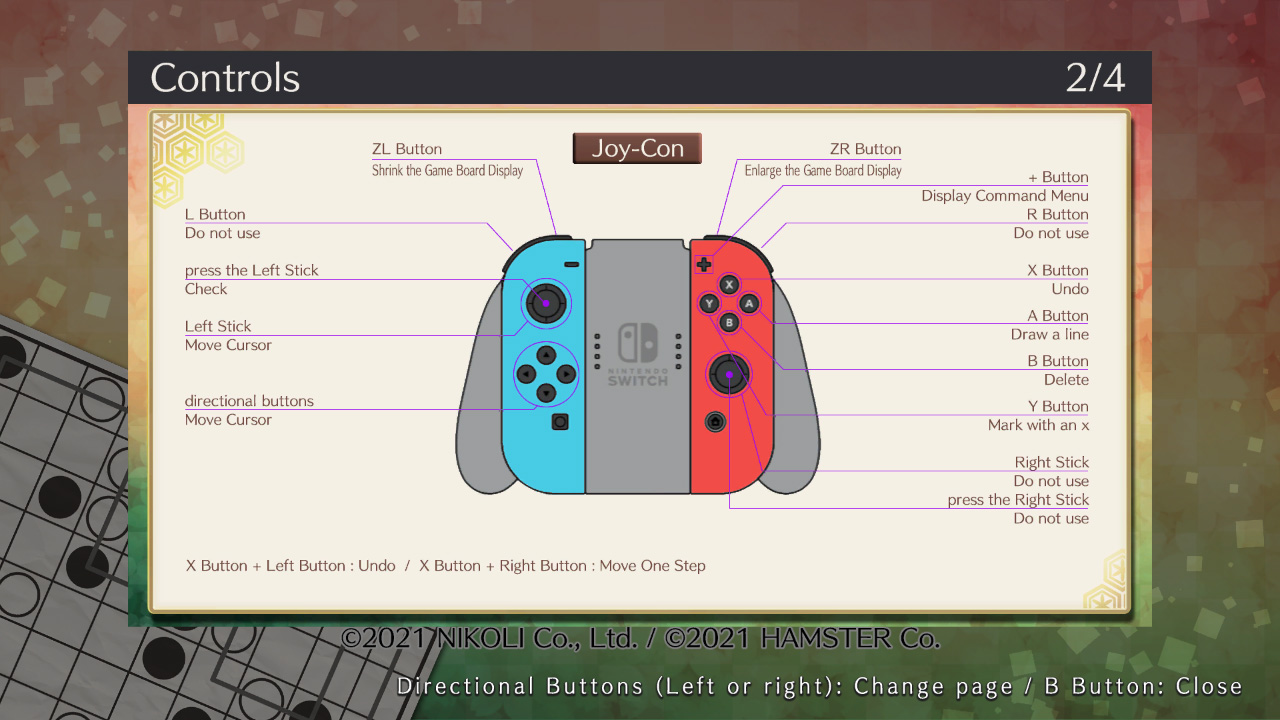 Controls
2/4
Joy-Con
ZL Button
Shrink the Game Board Display
ZR Button
Enlarge the Game Board Display
+ Button
Display Command Menu
L Button
Do not use
R Button
Do not use
press the Left Stick
Check
X Button
Undo
Left Stick
Move Cursor
A Button
Draw a line
B Button
Delete
directional buttons
Move Cursor
Y Button
Mark with an x
Right Stick
Do not use
press the Right Stick
Do not use
X
Y
A
B
NINTENDO
SWITCH
X Button + Left Button : Undo / X Button + Right Button : Move One Step
©2021 NIKOLI Co., Ltd. / ©2021 HAMSTER Co.
Directional Buttons (Left or right): Change page / B Button: Close